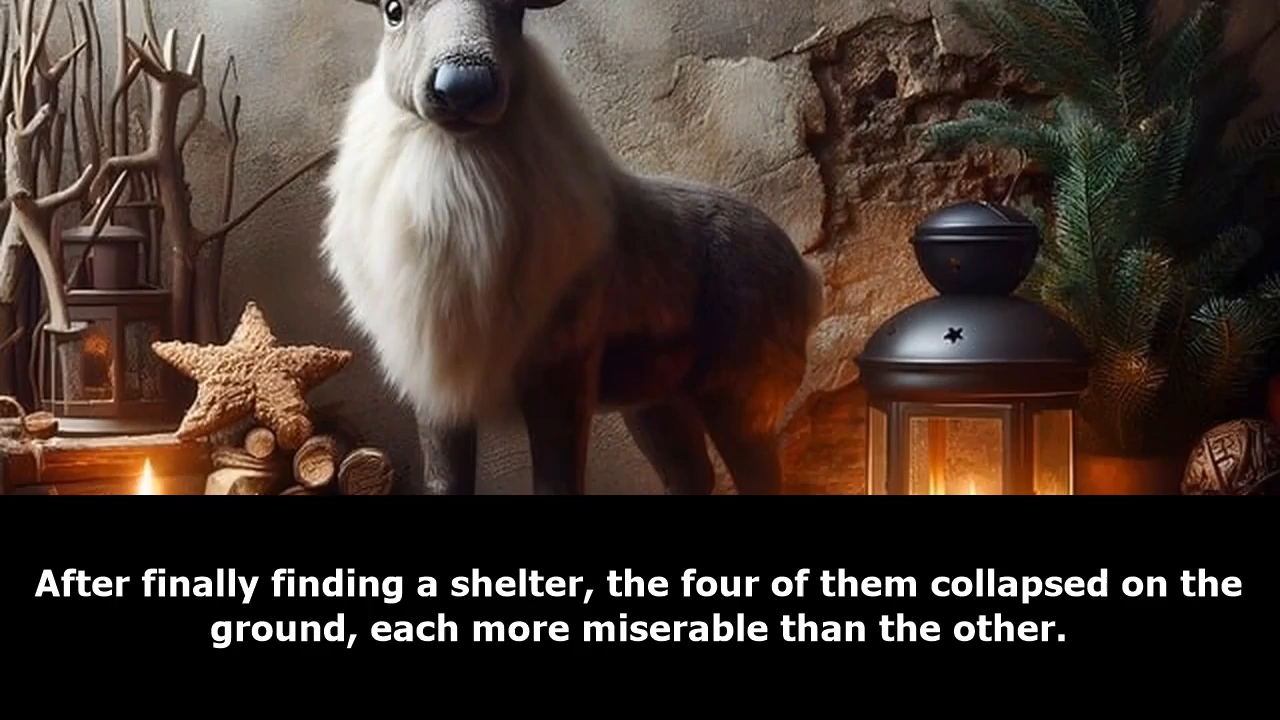 After finally finding a shelter, the four of them collapsed on the
ground, each more miserable than the other.